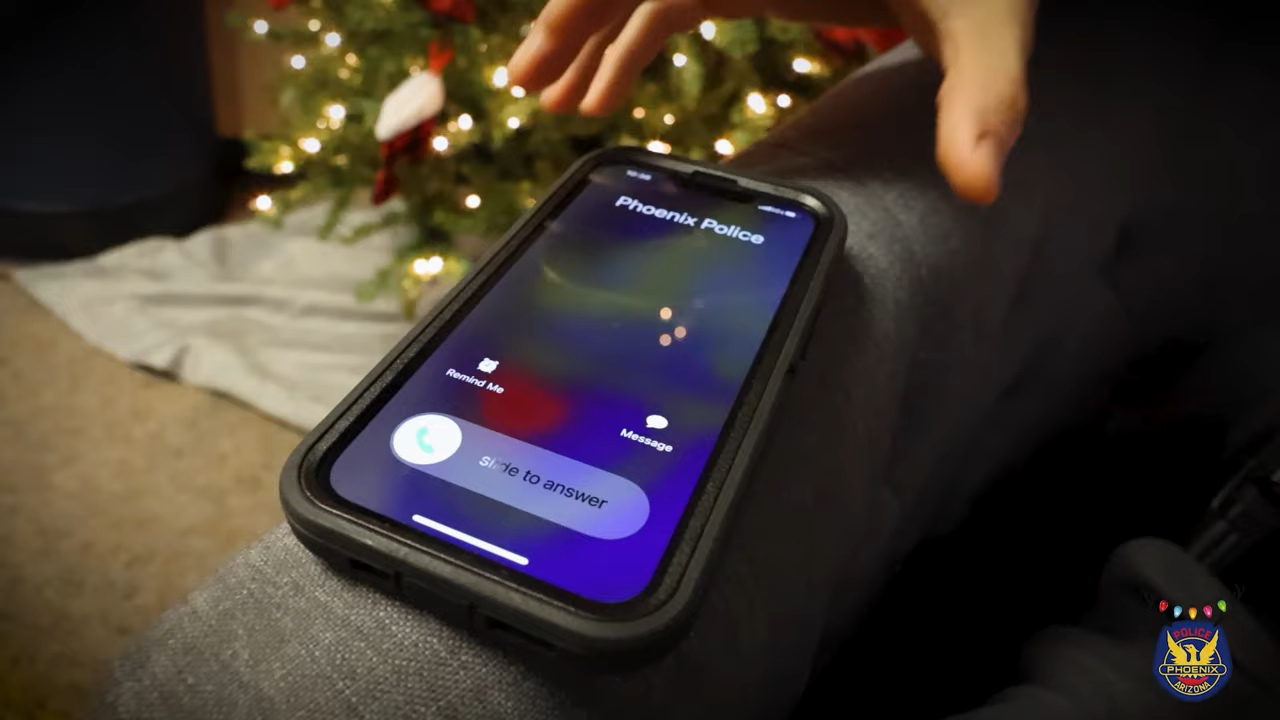 Phoenix Police
Remind Me
Message
Slide to answer
POLICE
PHOENIX
ARIZONA